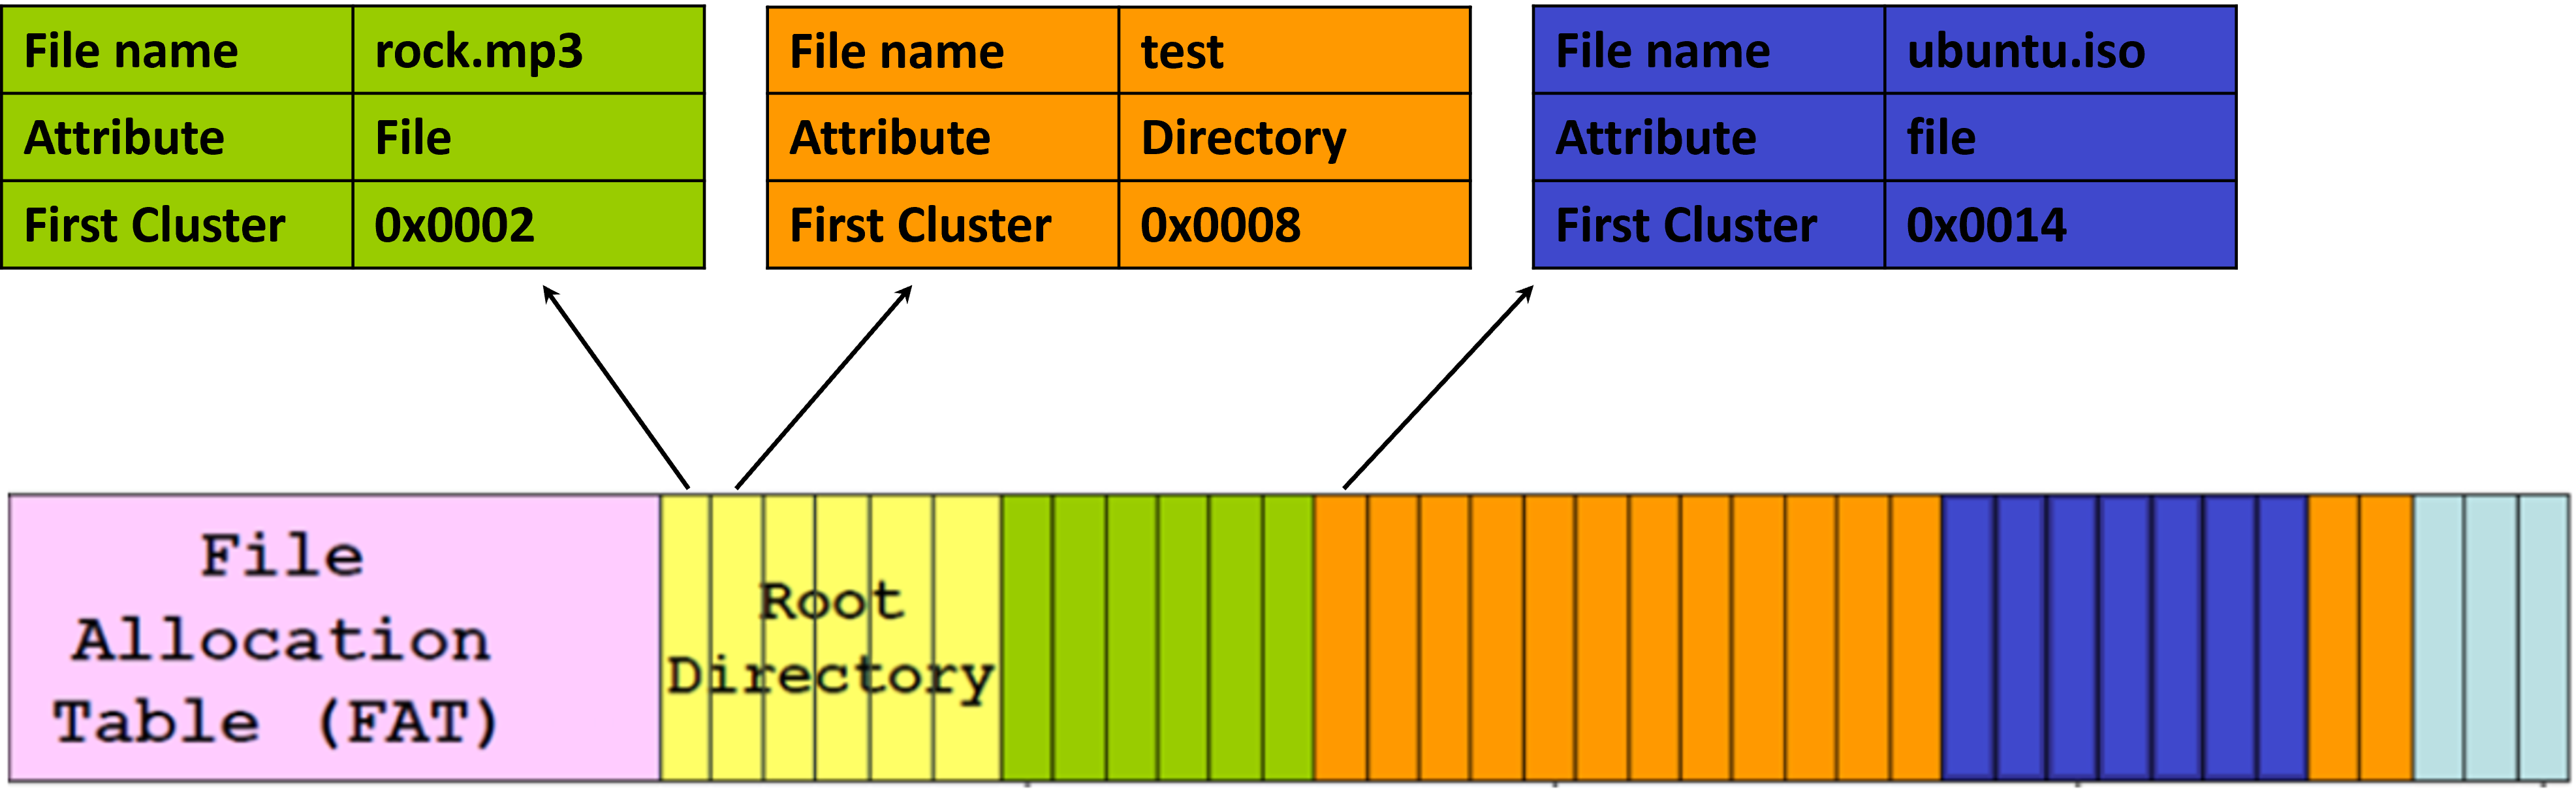 File name rock.mp3
Attribute File
First Cluster 0x0002
File name test
Attribute Directory
First Cluster 0x0008
File name ubuntu.iso
Attribute file
First Cluster 0x0014
File
Allocation
Table (FAT)
Root
Directory